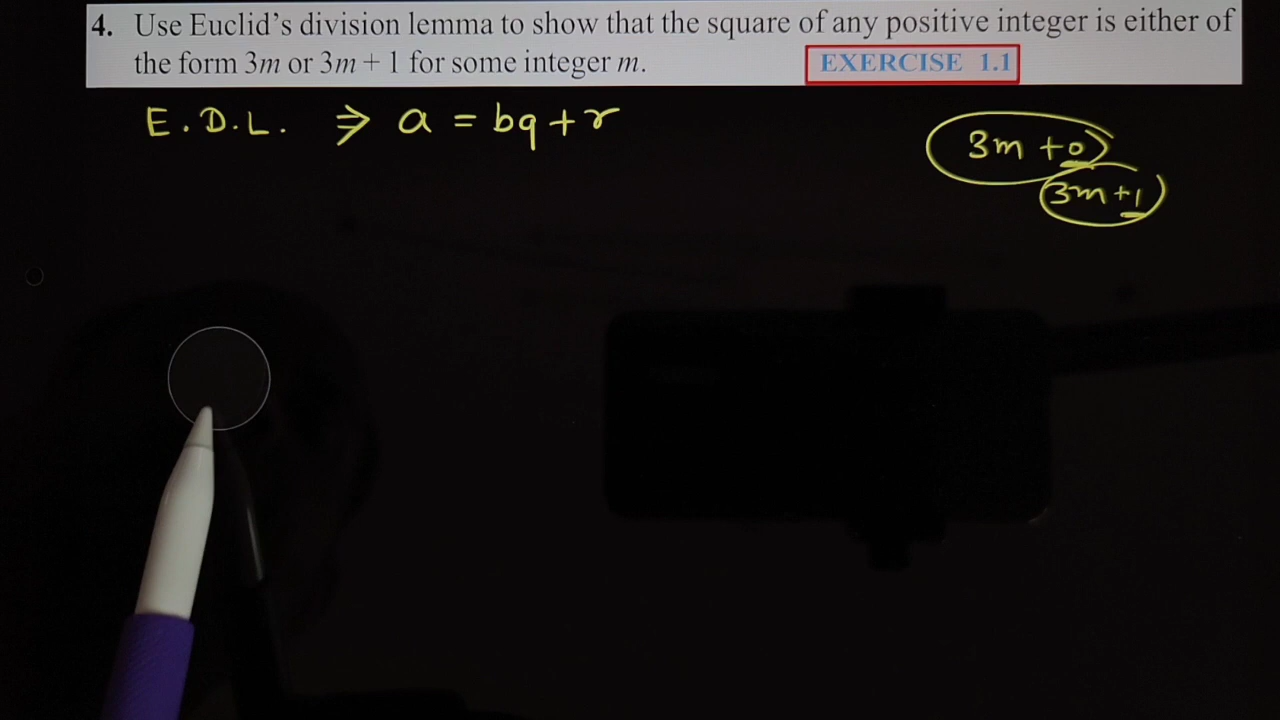 4. Use Euclid’s division lemma to show that the square of any positive integer is either of
the form 3m or 3m + 1 for some integer m.
EXERCISE 1.1
E.D.L. ⇒ a = bq + r
3m + 0
3m + 1